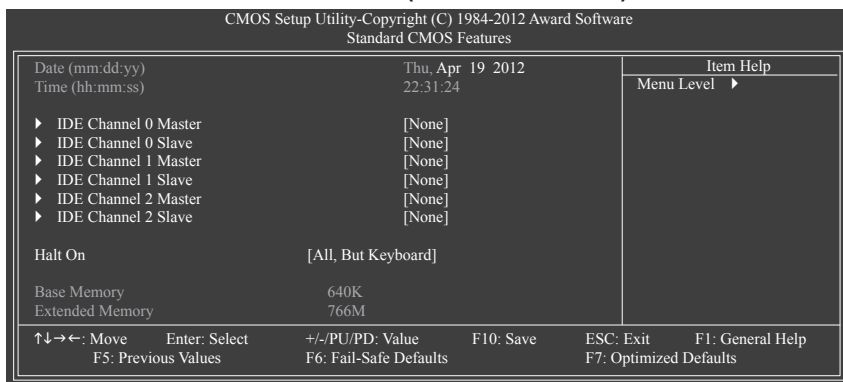 CMOS Setup Utility-Copyright (C) 1984-2012 Award Software
Standard CMOS Features
Date (mm:dd:yy) Thu, Apr 19 2012
Time (hh:mm:ss) 22:31:24
Item Help
Menu Level ▶
▶ IDE Channel 0 Master [None]
▶ IDE Channel 0 Slave [None]
▶ IDE Channel 1 Master [None]
▶ IDE Channel 1 Slave [None]
▶ IDE Channel 2 Master [None]
▶ IDE Channel 2 Slave [None]
Halt On [All, But Keyboard]
Base Memory 640K
Extended Memory 766M
↑↓→←: Move Enter: Select +/-/PU/PD: Value F10: Save ESC: Exit F1: General Help
F5: Previous Values F6: Fail-Safe Defaults F7: Optimized Defaults